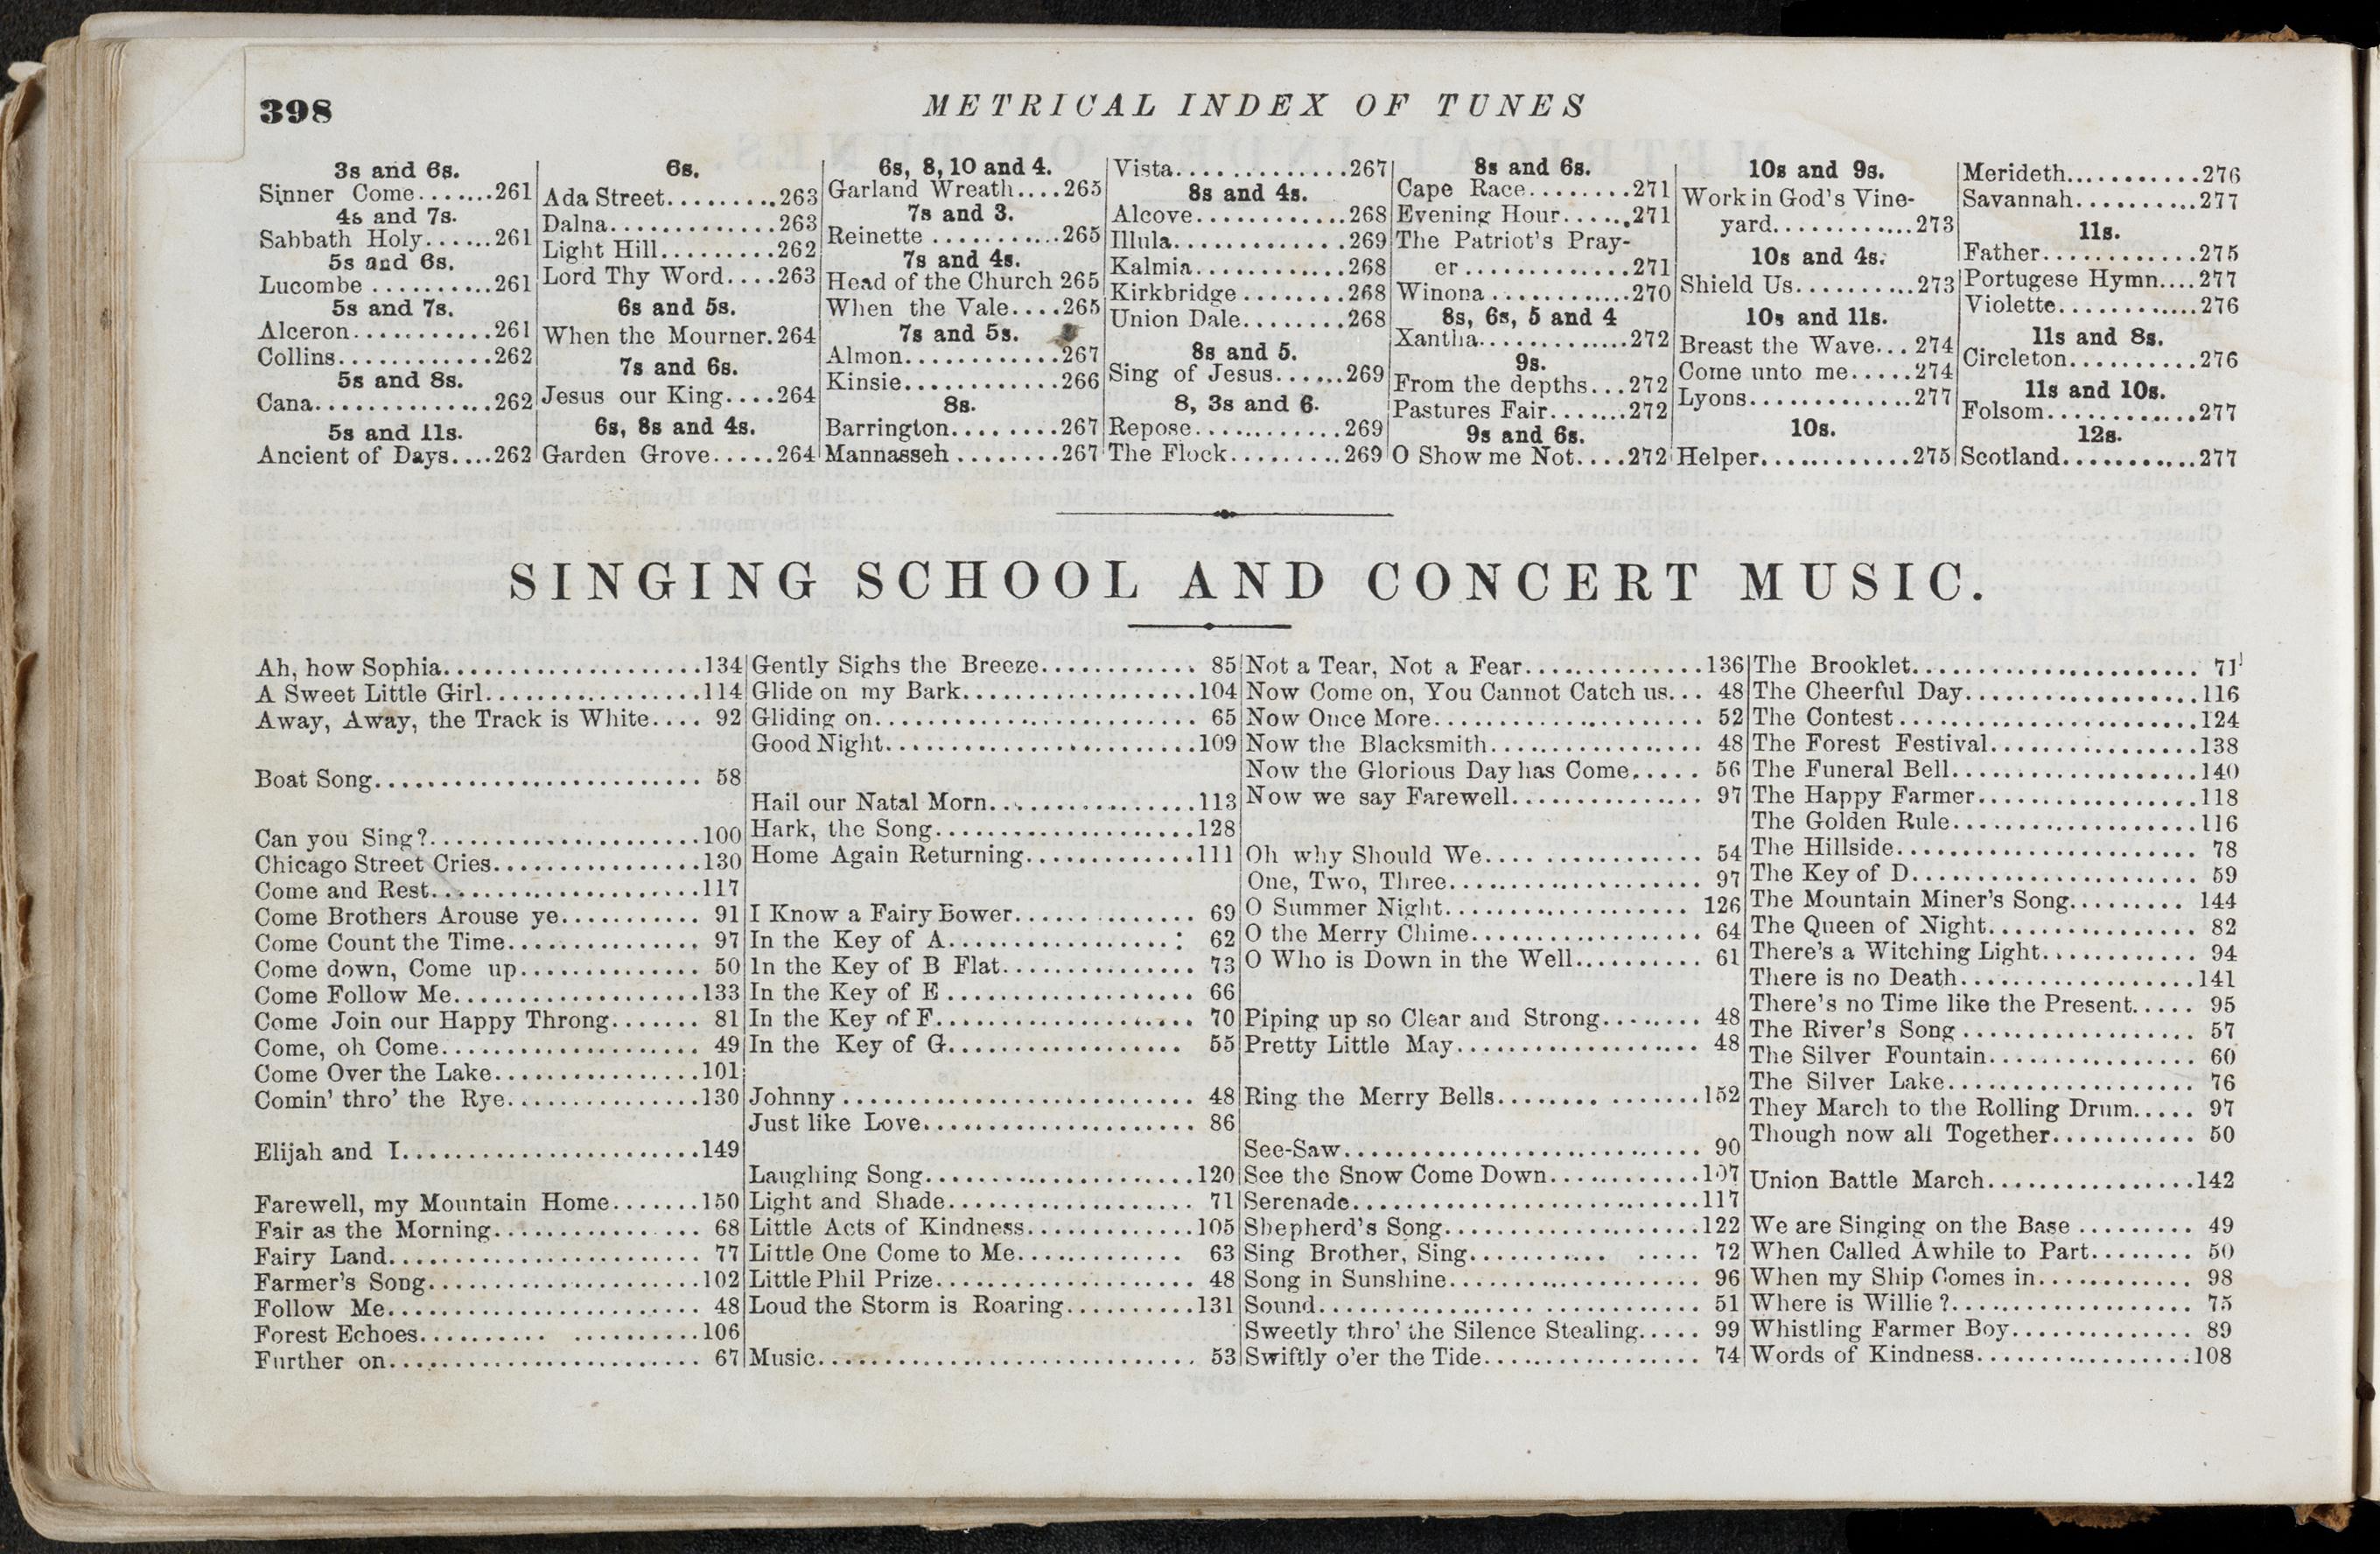 398
METRICAL INDEX OF TUNES
3s and 6s.
Sinner Come.......261
4s and 7s.
Sabbath Holy......261
5s and 6s.
Lucombe ..........261
5s and 7s.
Alceron...........261
Collins............262
5s and 8s.
Cana..............262
5s and 11s.
Ancient of Days....262
6s.
Ada Street.........263
Dalna.............263
Light Hill.........262
Lord Thy Word....263
6s and 5s.
When the Mourner.264
7s and 6s.
Jesus our King....264
6s, 8s and 4s.
Garden Grove.....264
6s, 8, 10 and 4.
Garland Wreath....265
7s and 3.
Reinette ...........265
7s and 4s.
Head of the Church 265
When the Vale....265
7s and 5s.
Almon............267
Kinsie............266
8s.
Barrington........267
Mannasseh ........267
Vista..............267
8s and 4s.
Alcove............268
Illula..............269
Kalmia............268
Kirkbridge ........268
Union Dale........268
8s and 5.
Sing of Jesus......269
8, 3s and 6.
Repose............269
The Flock.........269
8s and 6s.
Cape Race........271
Evening Hour......271
The Patriot's Pray-
er .............271
Winona ...........270
8s, 6s, 5 and 4
Xantha............272
9s.
From the depths...272
Pastures Fair.......272
9s and 6s.
O Show me Not....272
10s and 9s.
Work in God's Vine-
yard............273
10s and 4s.
Shield Us..........273
10s and 11s.
Breast the Wave... 274
Come unto me.....274
Lyons.............277
10s.
Helper............275
Merideth...........276
Savannah..........277
11s.
Father.............275
Portugese Hymn....277
Violette............276
11s and 8s.
Circleton...........276
11s and 10s.
Folsom............277
12s.
Scotland...........277
SINGING SCHOOL AND CONCERT MUSIC.
Ah, how Sophia.....................134
A Sweet Little Girl..................114
Away, Away, the Track is White.... 92
Boat Song........................... 58
Can you Sing?......................100
Chicago Street Cries.................130
Come and Rest......................117
Come Brothers Arouse ye........... 91
Come Count the Time............... 97
Come down, Come up............... 50
Come Follow Me....................133
Come Join our Happy Throng....... 81
Come, oh Come..................... 49
Come Over the Lake................101
Comin' thro' the Rye...............130
Elijah and I........................149
Farewell, my Mountain Home.......150
Fair as the Morning................. 68
Fairy Land.......................... 77
Farmer's Song......................102
Follow Me.......................... 48
Forest Echoes.......... ..........106
Further on.......................... 67
Gently Sighs the Breeze............. 85
Glide on my Bark...................104
Gliding on.......................... 65
Good Night.........................109
Hail our Natal Morn.................113
Hark, the Song.....................128
Home Again Returning..............111
I Know a Fairy Bower............... 69
In the Key of A..................: 62
In the Key of B Flat................ 73
In the Key of E .................... 66
In the Key of F..................... 70
In the Key of G................... 55
Johnny ............................. 48
Just like Love...................... 86
Laughing Song......................120
Light and Shade.................... 71
Little Acts of Kindness..............105
Little One Come to Me.............. 63
Little Phil Prize..................... 48
Loud the Storm is Roaring..........131
Music............................... 53
Not a Tear, Not a Fear...............136
Now Come on, You Cannot Catch us... 48
Now Once More..................... 52
Now the Blacksmith................. 48
Now the Glorious Day has Come..... 56
Now we say Farewell................ 97
Oh why Should We.... ............ 54
One, Two, Three.................... 97
O Summer Night.................... 126
O the Merry Chime.................. 64
O Who is Down in the Well.......... 61
Piping up so Clear and Strong........ 48
Pretty Little May.................... 48
Ring the Merry Bells........ .......152
See-Saw............................. 90
See the Snow Come Down............107
Serenade............................117
Shepherd's Song.....................122
Sing Brother, Sing........... ..... 72
Song in Sunshine.................... 96
Sound................. ............ 51
Sweetly thro' the Silence Stealing..... 99
Swiftly o'er the Tide................. 74
The Brooklet....................... 71
The Cheerful Day...................116
The Contest ........................124
The Forest Festival.................138
The Funeral Bell....................140
The Happy Farmer..................118
The Golden Rule....................116
The Hillside........................ 78
The Key of D....................... 59
The Mountain Miner's Song......... 144
The Queen of Night................. 82
There's a Witching Light............ 94
There is no Death...................141
There's no Time like the Present..... 95
The River's Song ................... 57
The Silver Fountain................. 60
The Silver Lake.................... 76
They March to the Rolling Drum..... 97
Though now all Together........... 50
Union Battle March.................142
We are Singing on the Base ......... 49
When Called Awhile to Part........ 50
When my Ship Comes in............ 98
Where is Willie?.................... 75
Whistling Farmer Boy............... 89
Words of Kindness..................108